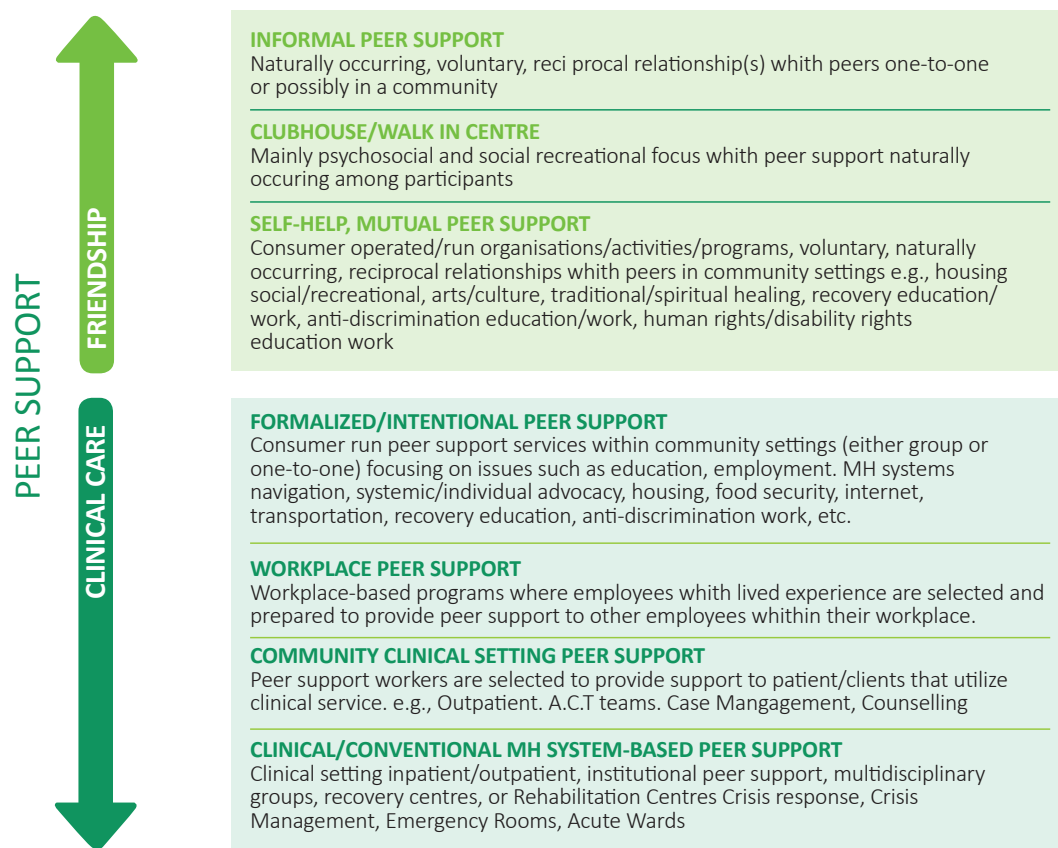 PEER SUPPORT
FRIENDSHIP
INFORMAL PEER SUPPORT
Naturally occurring, voluntary, reci procal relationship(s) whith peers one-to-one
or possibly in a community
CLUBHOUSE/WALK IN CENTRE
Mainly psychosocial and social recreational focus whith peer support naturally
occuring among participants
SELF-HELP, MUTUAL PEER SUPPORT
Consumer operated/run organisations/activities/programs, voluntary, naturally
occurring, reciprocal relationships whith peers in community settings e.g., housing
social/recreational, arts/culture, traditional/spiritual healing, recovery education/
work, anti-discrimination education/work, human rights/disability rights
education work
CLINICAL CARE
FORMALIZED/INTENTIONAL PEER SUPPORT
Consumer run peer support services within community settings (either group or
one-to-one) focusing on issues such as education, employment. MH systems
navigation, systemic/individual advocacy, housing, food security, internet,
transportation, recovery education, anti-discrimination work, etc.
WORKPLACE PEER SUPPORT
Workplace-based programs where employees whith lived experience are selected and
prepared to provide peer support to other employees whithin their workplace.
COMMUNITY CLINICAL SETTING PEER SUPPORT
Peer support workers are selected to provide support to patient/clients that utilize
clinical service. e.g., Outpatient. A.C.T teams. Case Mangagement, Counselling
CLINICAL/CONVENTIONAL MH SYSTEM-BASED PEER SUPPORT
Clinical setting inpatient/outpatient, institutional peer support, multidisciplinary
groups, recovery centres, or Rehabilitation Centres Crisis response, Crisis
Management, Emergency Rooms, Acute Wards